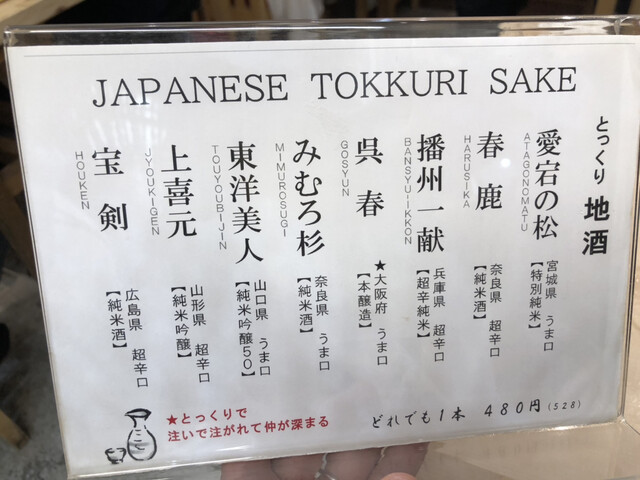 JAPANESE TOKKURI SAKE
とっくり 地酒
愛宕の松
ATAGONOMATU
宮城県 うま口
【特別純米】
春鹿
HARUSIKA
奈良県 超辛口
【純米酒】
播州一献
BANSYU-IKKON
兵庫県 超辛口
【超辛純米】
呉春
GOSYUN
★大阪府 うま口
【本醸造】
みむろ杉
MIMUROSUGI
奈良県 うま口
【純米酒】
東洋美人
TOUYOUBIJIN
山口県 うま口
【純米吟醸50】
上喜元
JYOUKIGEN
山形県 超辛口
【純米吟醸】
宝剣
HOUKEN
広島県 超辛口
【純米酒】
★とっくりで
注いで注がれて仲が深まる
どれでも1本 480円(528)